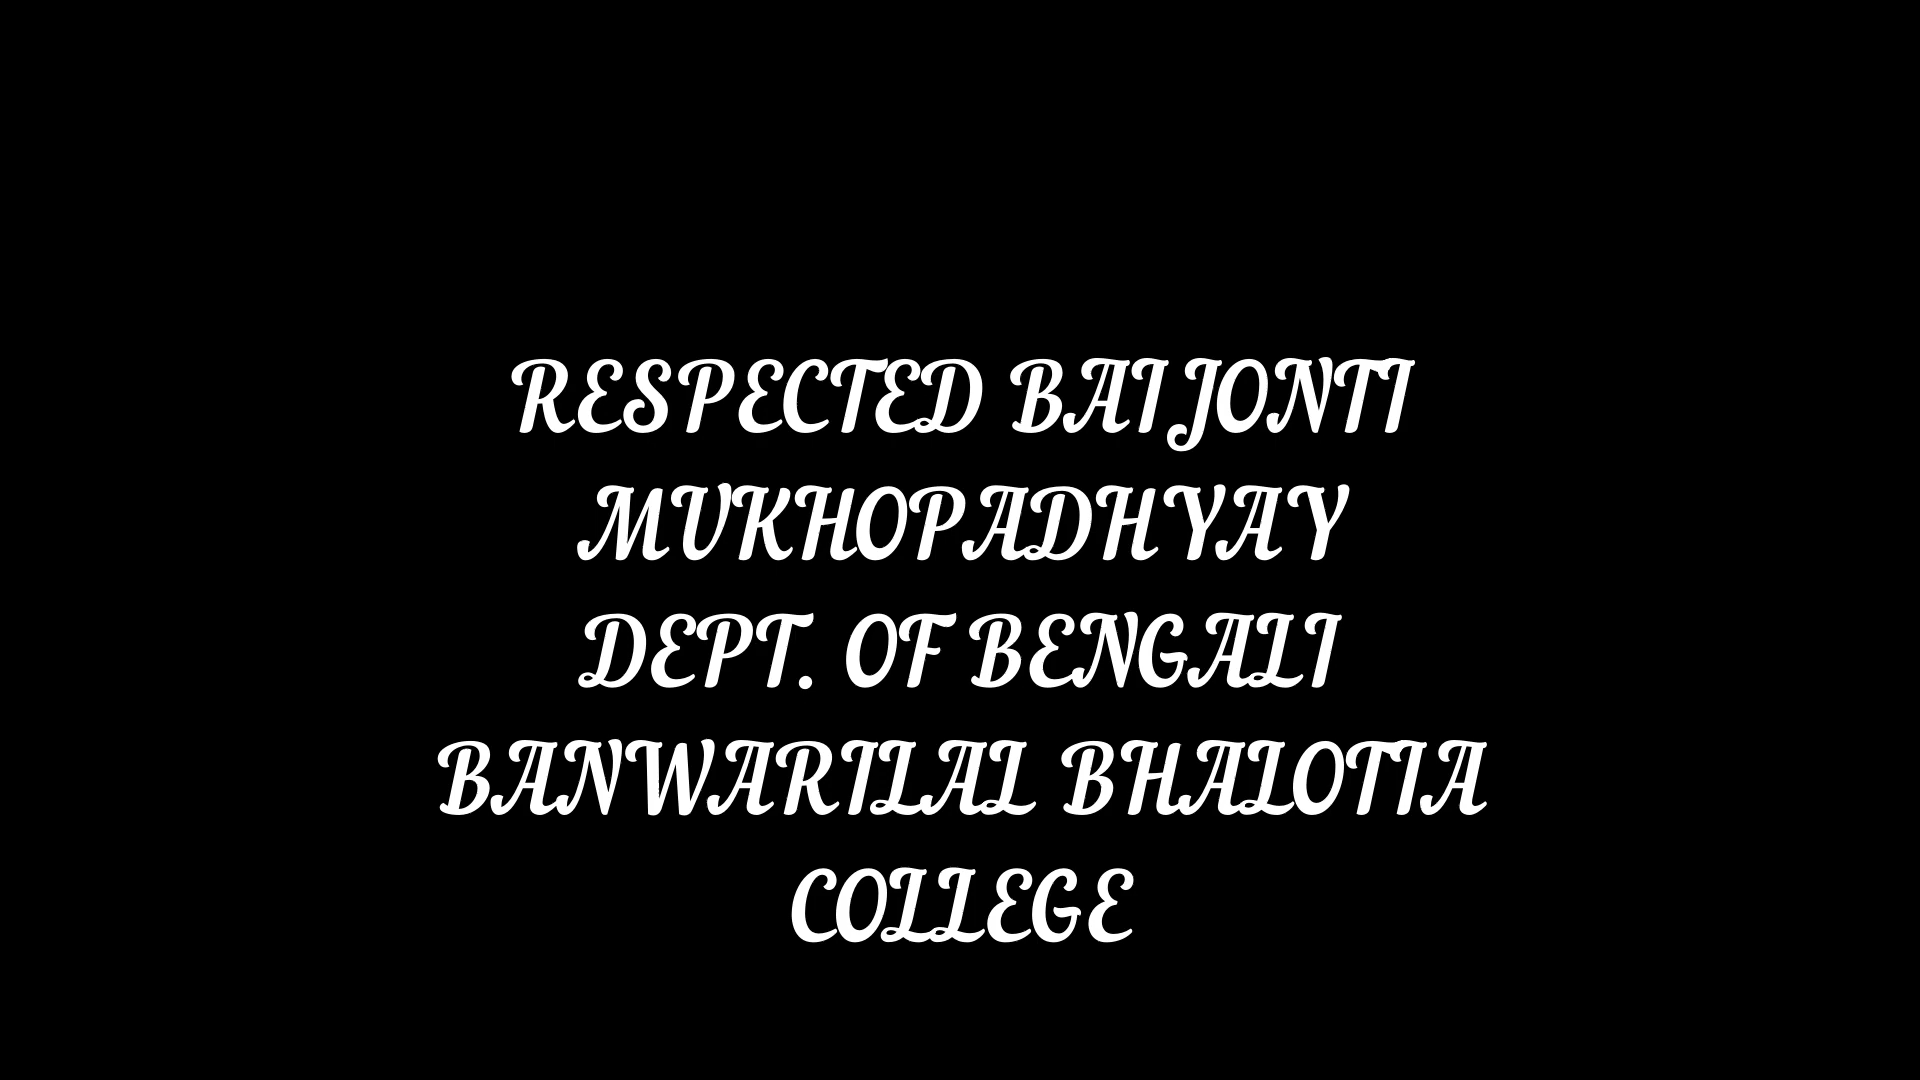 RESPECTED BAIJONTI
MUKHOPADHYAY
DEPT. OF BENGALI
BANWARILAL BHALOTIA
COLLEGE